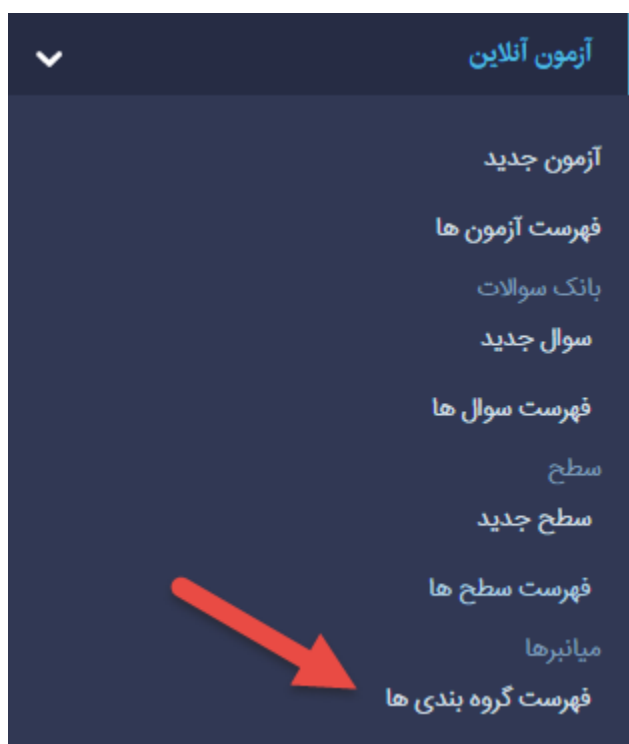 آزمون آنلاین
آزمون جدید
فهرست آزمون ها
بانک سوالات
سوال جدید
فهرست سوال ها
سطح
سطح جدید
فهرست سطح ها
میانبرها
فهرست گروه بندی ها